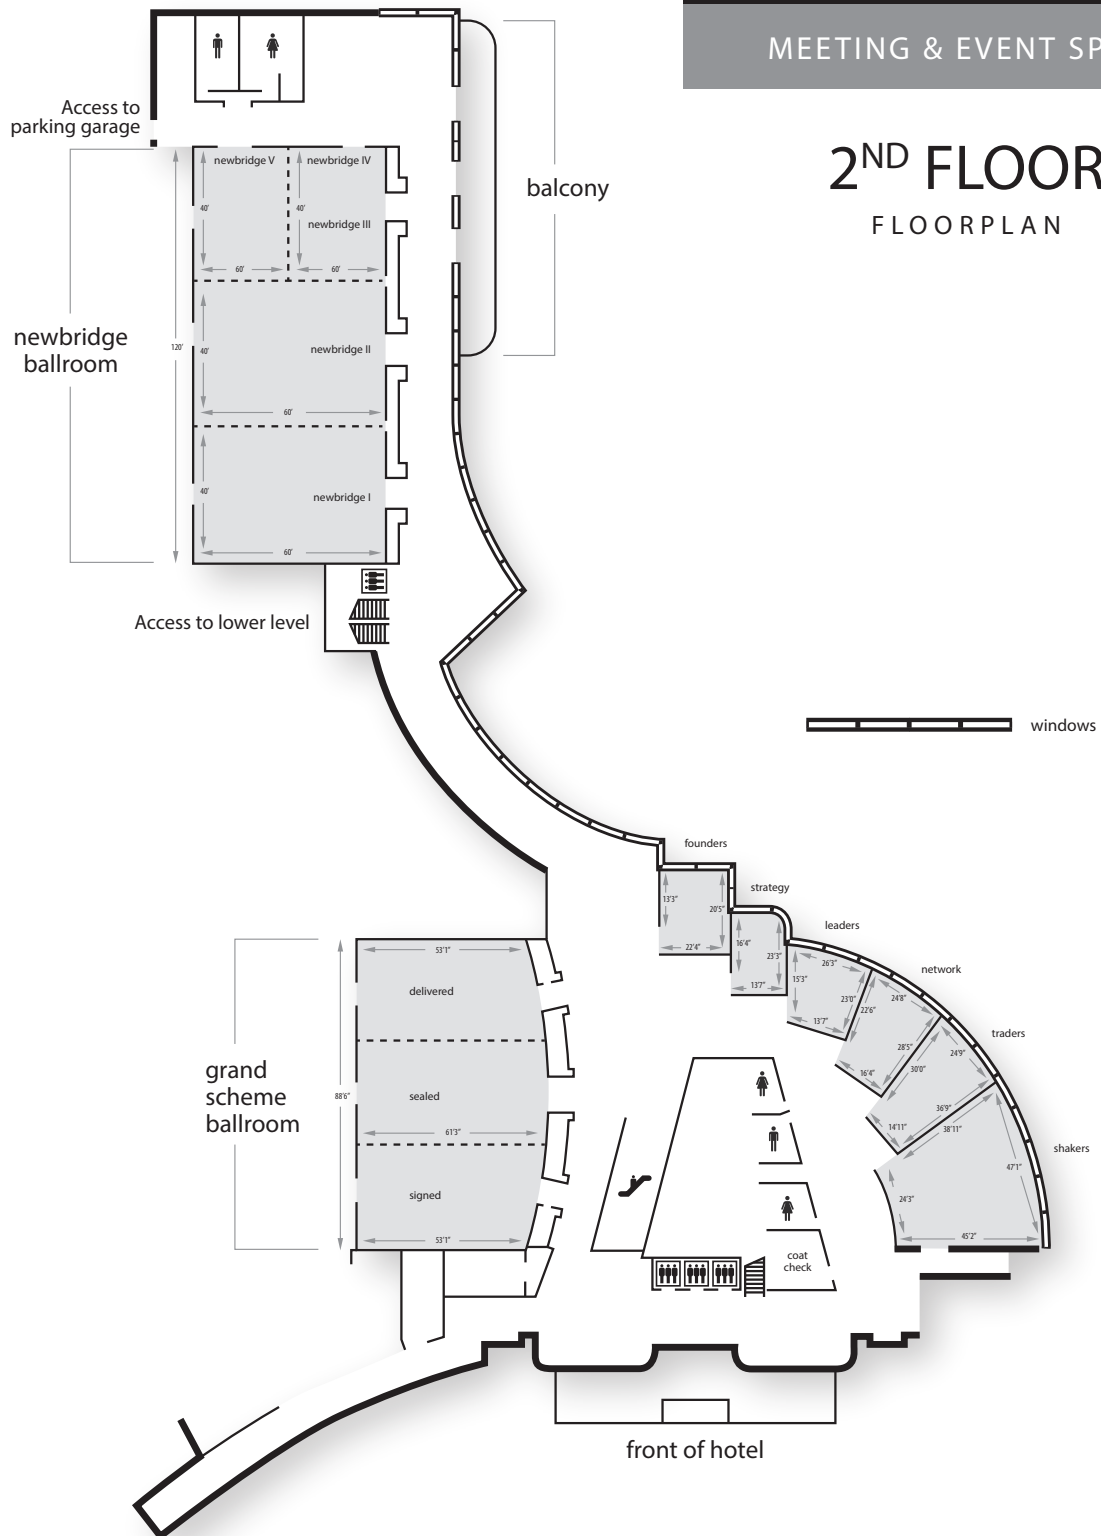 MEETING & EVENT SP
2ND FLOOR
FLOORPLAN
Access to
parking garage
balcony
newbridge V
newbridge IV
40'
40'
newbridge III
60'
60'
newbridge
ballroom
120'
40'
newbridge II
60'
40'
newbridge I
60'
Access to lower level
windows
founders
13'3"
20'5"
22'4"
strategy
16'4"
23'3"
13'7"
leaders
26'3"
15'3"
23'0"
13'7"
network
24'8"
22'6"
28'5"
16'4"
traders
24'9"
30'0"
36'9"
14'11"
shakers
38'11"
47'1"
24'3"
45'2"
grand
scheme
ballroom
88'6"
53'1"
delivered
sealed
61'3"
signed
53'1"
coat
check
front of hotel